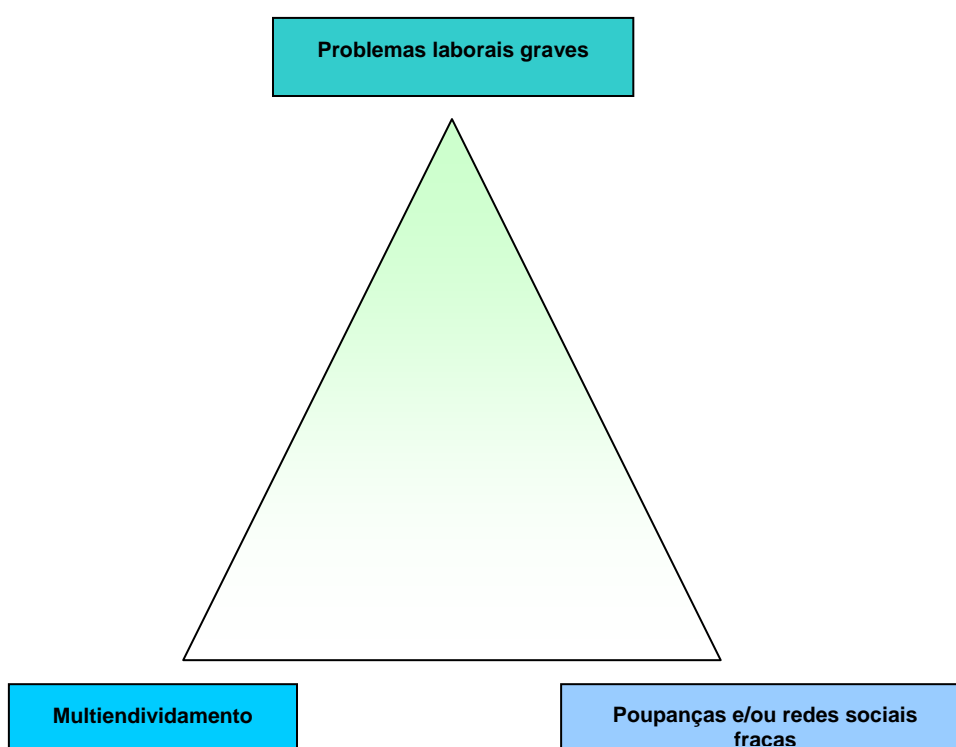 Problemas laborais graves
Multiendividamento
Poupanças e/ou redes sociais
fracas